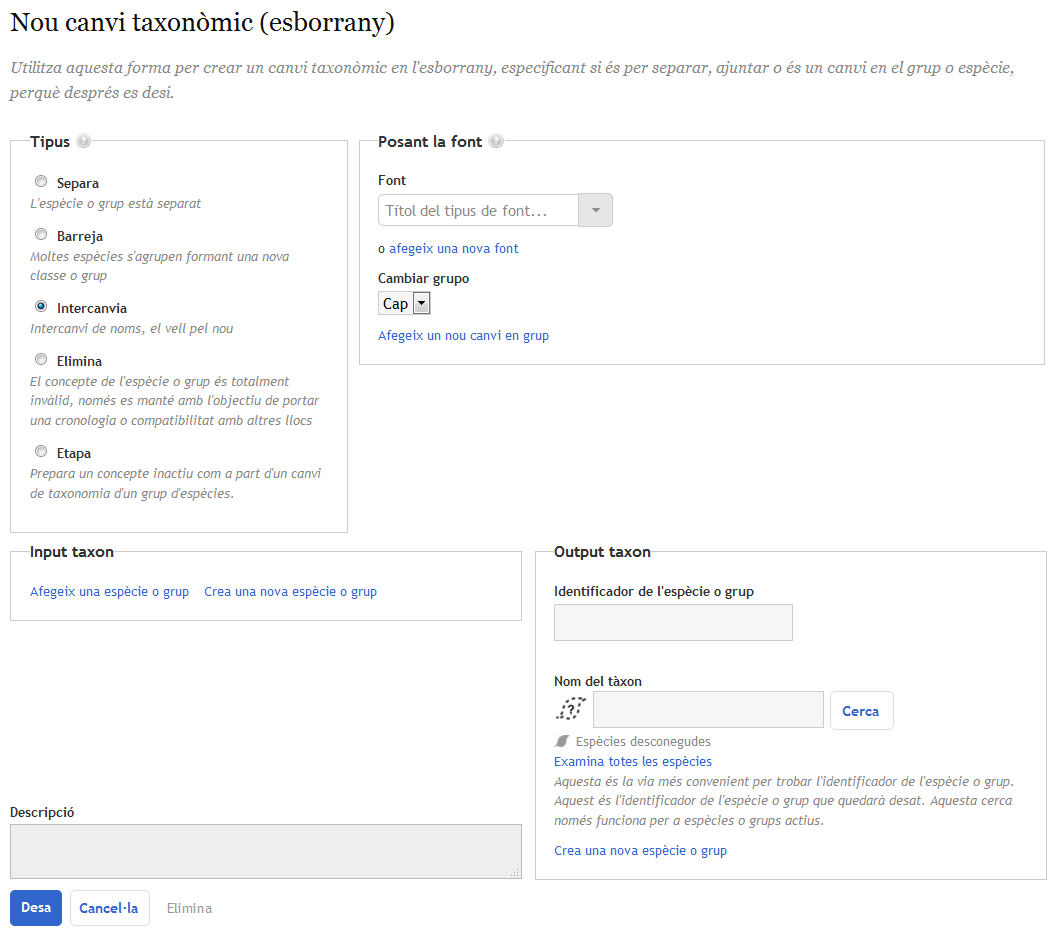 Nou canvi taxonòmic (esborrany)
Utilitza aquesta forma per crear un canvi taxonòmic en l'esborrany, especificant si és per separar, ajuntar o és un canvi en el grup o espècie,
perquè després es desi.
Tipus ?
Separa
L'espècie o grup està separat
Barreja
Moltes espècies s'agrupen formant una nova
classe o grup
Intercanvia
Intercanvi de noms, el vell pel nou
Elimina
El concepte de l'espècie o grup és totalment
invàlid, només es manté amb l'objectiu de portar
una cronologia o compatibilitat amb altres llocs
Etapa
Prepara un concepte inactiu com a part d'un canvi
de taxonomia d'un grup d'espècies.
Posant la font ?
Font
Títol del tipus de font...
o afegeix una nova font
Cambiar grupo
Cap
Afegeix un nou canvi en grup
Input taxon
Afegeix una espècie o grup Crea una nova espècie o grup
Output taxon
Identificador de l'espècie o grup
Nom del tàxon
?
Cerca
Espècies desconegudes
Examina totes les espècies
Aquesta és la via més convenient per trobar l'identificador de l'espècie o grup.
Aquest és l'identificador de l'espècie o grup que quedarà desat. Aquesta cerca
només funciona per a espècies o grups actius.
Crea una nova espècie o grup
Descripció
Desa Cancel·la Elimina